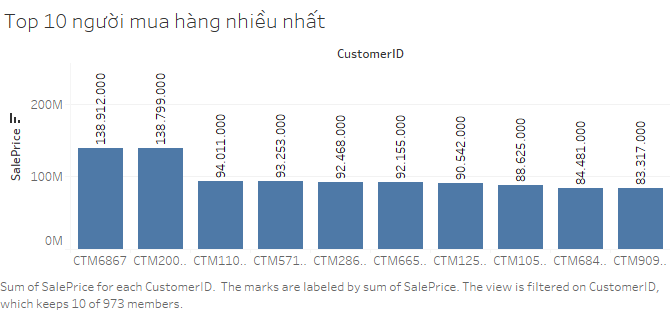 Top 10 người mua hàng nhiều nhất
CustomerID
SalePrice
200M
100M
0M
138.912.000
138.799.000
94.011.000
93.253.000
92.468.000
92.155.000
90.542.000
88.625.000
84.481.000
83.317.000
CTM6867 CTM200.. CTM110.. CTM571.. CTM286.. CTM665.. CTM125.. CTM105.. CTM684.. CTM909..
Sum of SalePrice for each CustomerID. The marks are labeled by sum of SalePrice. The view is filtered on CustomerID,
which keeps 10 of 973 members.